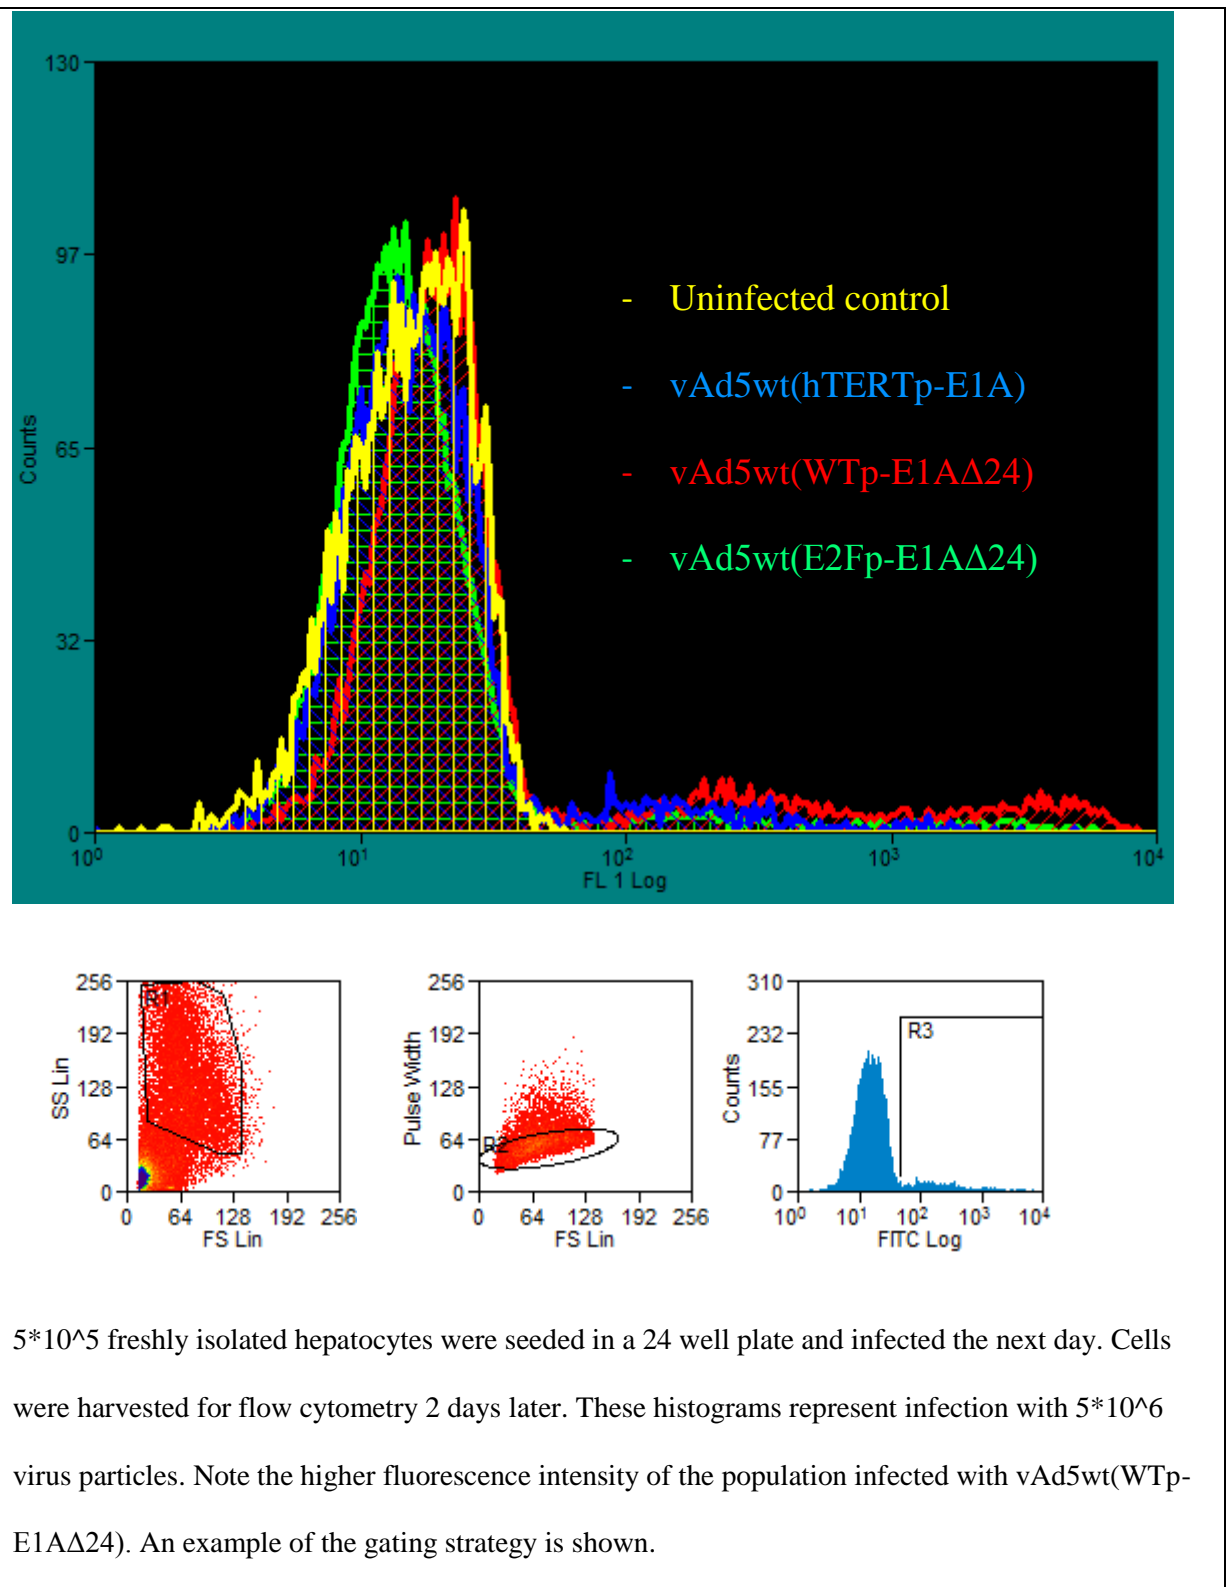 130
97
65
32
0
Counts
10⁰ 10¹ 10² 10³ 10⁴
FL 1 Log
- Uninfected control
- vAd5wt(hTERTp-E1A)
- vAd5wt(WTp-E1AΔ24)
- vAd5wt(E2Fp-E1AΔ24)
256
192
128
64
0
SS Lin
R1
0 64 128 192 256
FS Lin
256
192
128
64
0
Pulse Width
R2
0 64 128 192 256
FS Lin
310
232
155
77
0
Counts
R3
10⁰ 10¹ 10² 10³ 10⁴
FITC Log
5*10^5 freshly isolated hepatocytes were seeded in a 24 well plate and infected the next day. Cells
were harvested for flow cytometry 2 days later. These histograms represent infection with 5*10^6
virus particles. Note the higher fluorescence intensity of the population infected with vAd5wt(WTp-
E1AΔ24). An example of the gating strategy is shown.